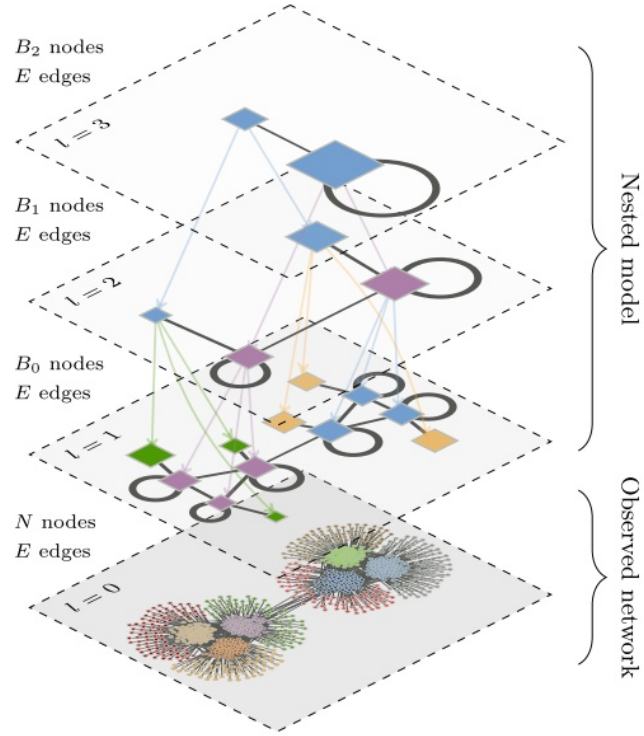 B₂ nodes
E edges
l = 3
B₁ nodes
E edges
l = 2
B₀ nodes
E edges
l = 1
N nodes
E edges
l = 0
Nested model
Observed network